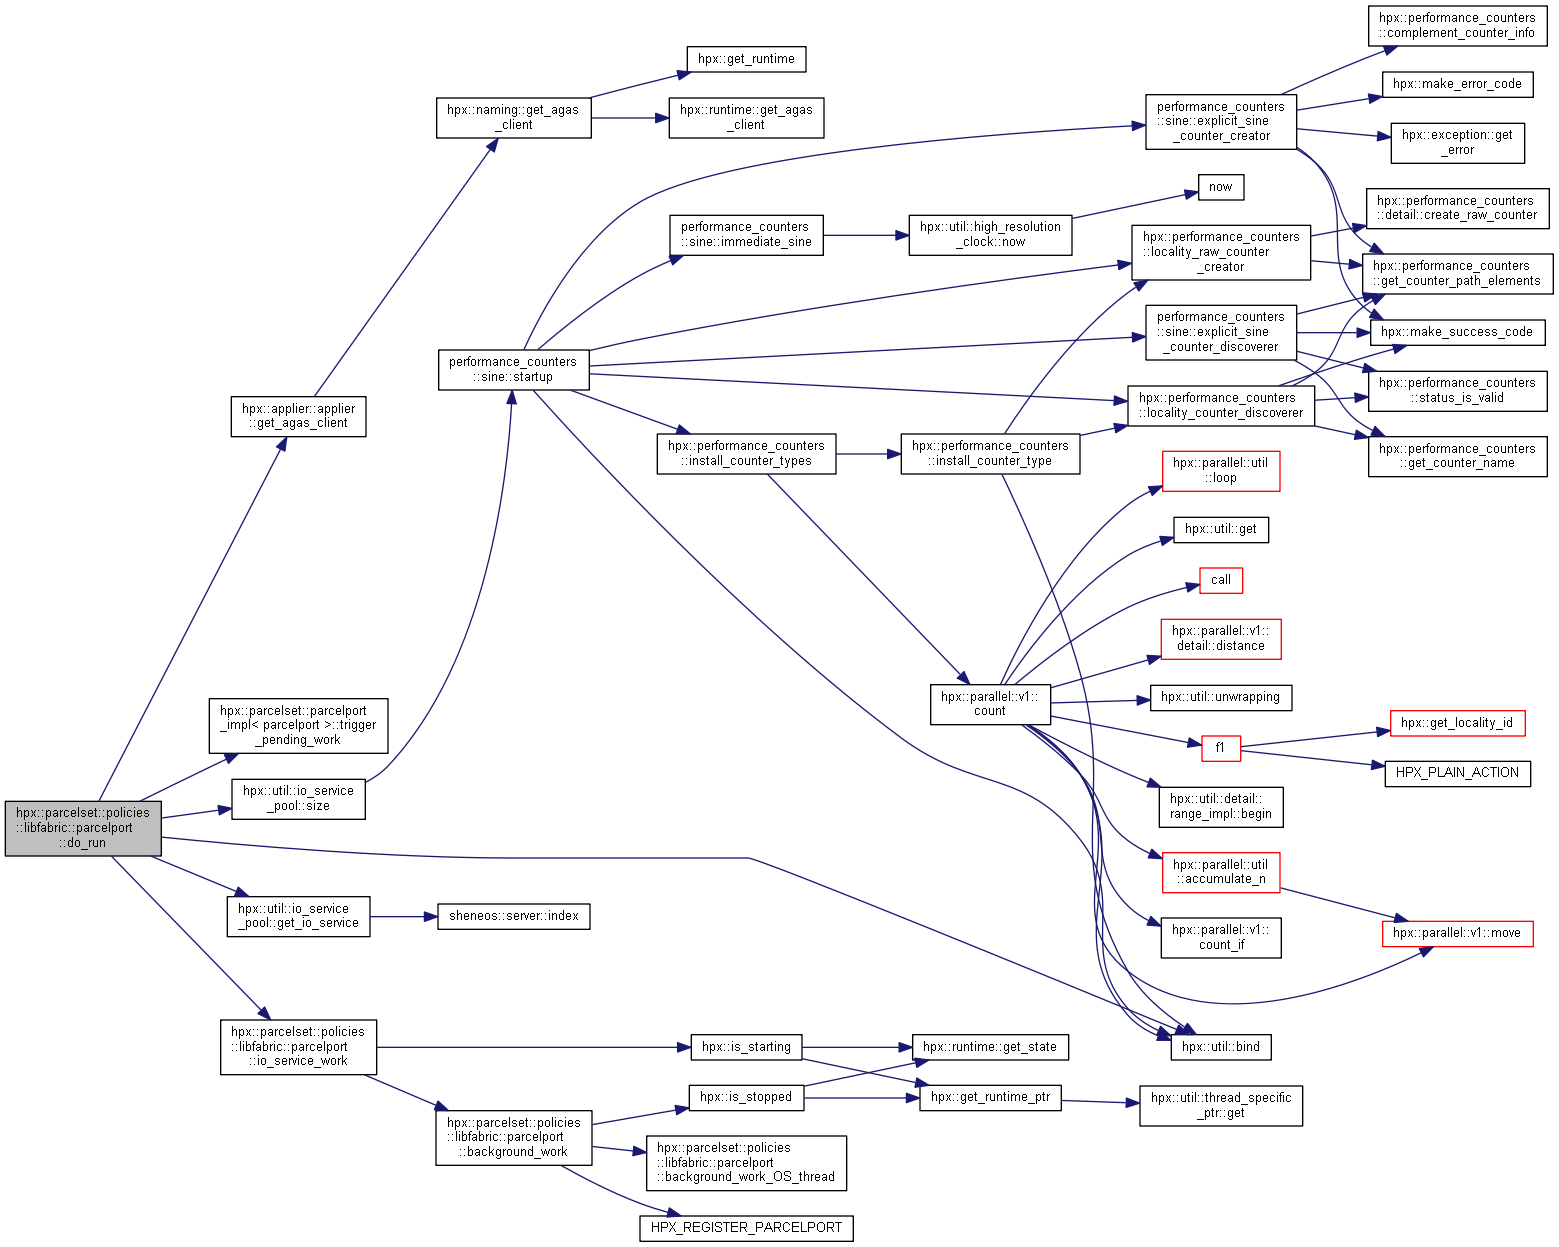 hpx::performance_counters
::complement_counter_info
hpx::get_runtime
hpx::make_error_code
hpx::naming::get_agas
_client
hpx::runtime::get_agas
_client
performance_counters
::sine::explicit_sine
_counter_creator
hpx::exception::get
_error
now
hpx::performance_counters
::detail::create_raw_counter
performance_counters
::sine::immediate_sine
hpx::util::high_resolution
_clock::now
hpx::performance_counters
::locality_raw_counter
_creator
hpx::performance_counters
::get_counter_path_elements
performance_counters
::sine::explicit_sine
_counter_discoverer
hpx::make_success_code
performance_counters
::sine::startup
hpx::performance_counters
::status_is_valid
hpx::applier::applier
::get_agas_client
hpx::performance_counters
::locality_counter_discoverer
hpx::performance_counters
::install_counter_types
hpx::performance_counters
::install_counter_type
hpx::performance_counters
::get_counter_name
hpx::parallel::util
::loop
hpx::util::get
call
hpx::parallel::v1::
detail::distance
hpx::parallel::v1::
count
hpx::util::unwrapping
hpx::parcelset::parcelport
_impl< parcelport >::trigger
_pending_work
f1
hpx::get_locality_id
HPX_PLAIN_ACTION
hpx::util::io_service
_pool::size
hpx::util::detail::
range_impl::begin
hpx::parcelset::policies
::libfabric::parcelport
::do_run
hpx::parallel::util
::accumulate_n
hpx::util::io_service
_pool::get_io_service
sheneos::server::index
hpx::parallel::v1::
count_if
hpx::parallel::v1::move
hpx::parcelset::policies
::libfabric::parcelport
::io_service_work
hpx::is_starting
hpx::runtime::get_state
hpx::util::bind
hpx::is_stopped
hpx::get_runtime_ptr
hpx::util::thread_specific
_ptr::get
hpx::parcelset::policies
::libfabric::parcelport
::background_work
hpx::parcelset::policies
::libfabric::parcelport
::background_work_OS_thread
HPX_REGISTER_PARCELPORT